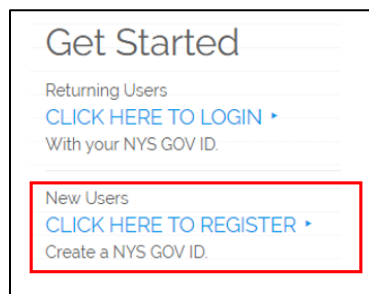 Get Started
Returning Users
CLICK HERE TO LOGIN ▸
With your NYS GOV ID.
New Users
CLICK HERE TO REGISTER ▸
Create a NYS GOV ID.